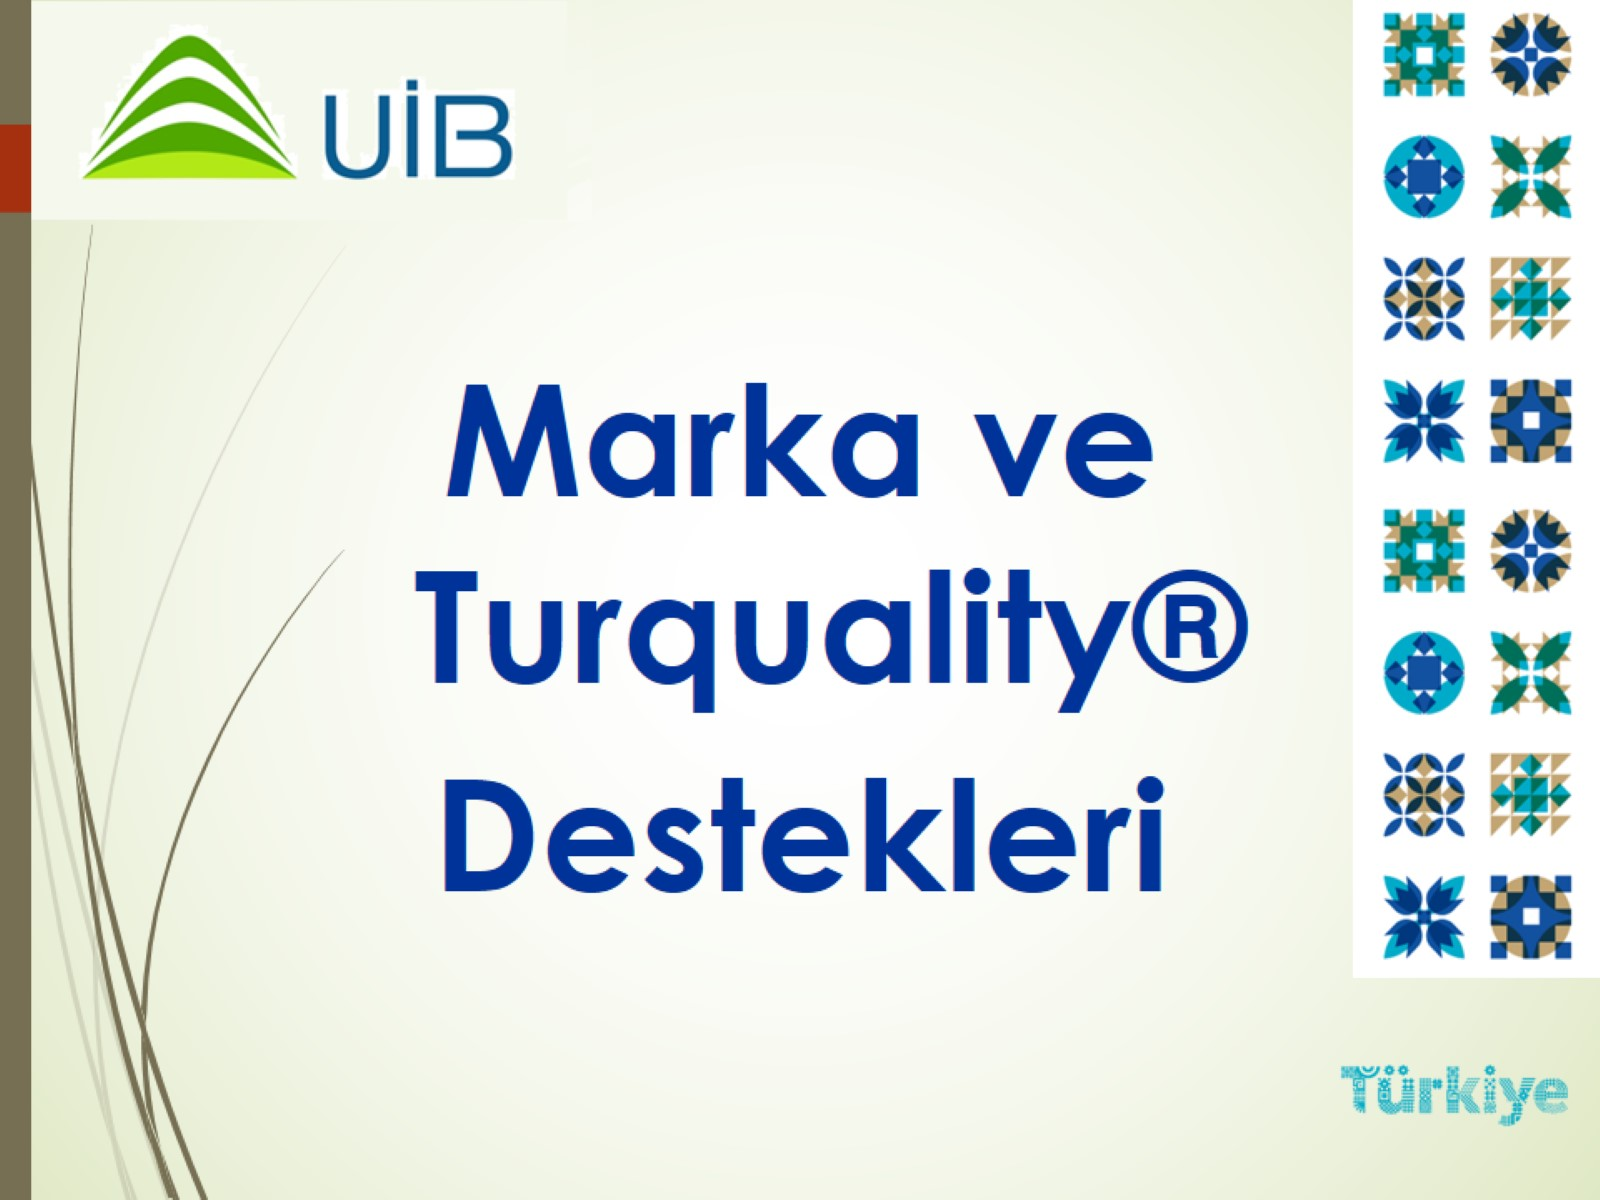 UİB
Marka ve
Turquality®
Destekleri
Türkiye